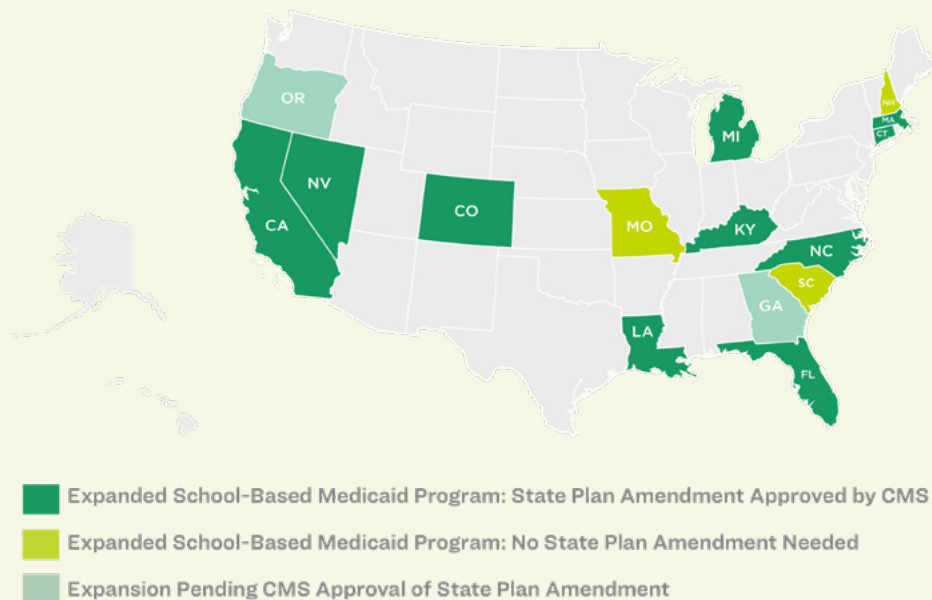 OR
NV
CA
CO
MO
MI
KY
NC
SC
GA
LA
FL
NH
MA
CT
Expanded School-Based Medicaid Program: State Plan Amendment Approved by CMS
Expanded School-Based Medicaid Program: No State Plan Amendment Needed
Expansion Pending CMS Approval of State Plan Amendment